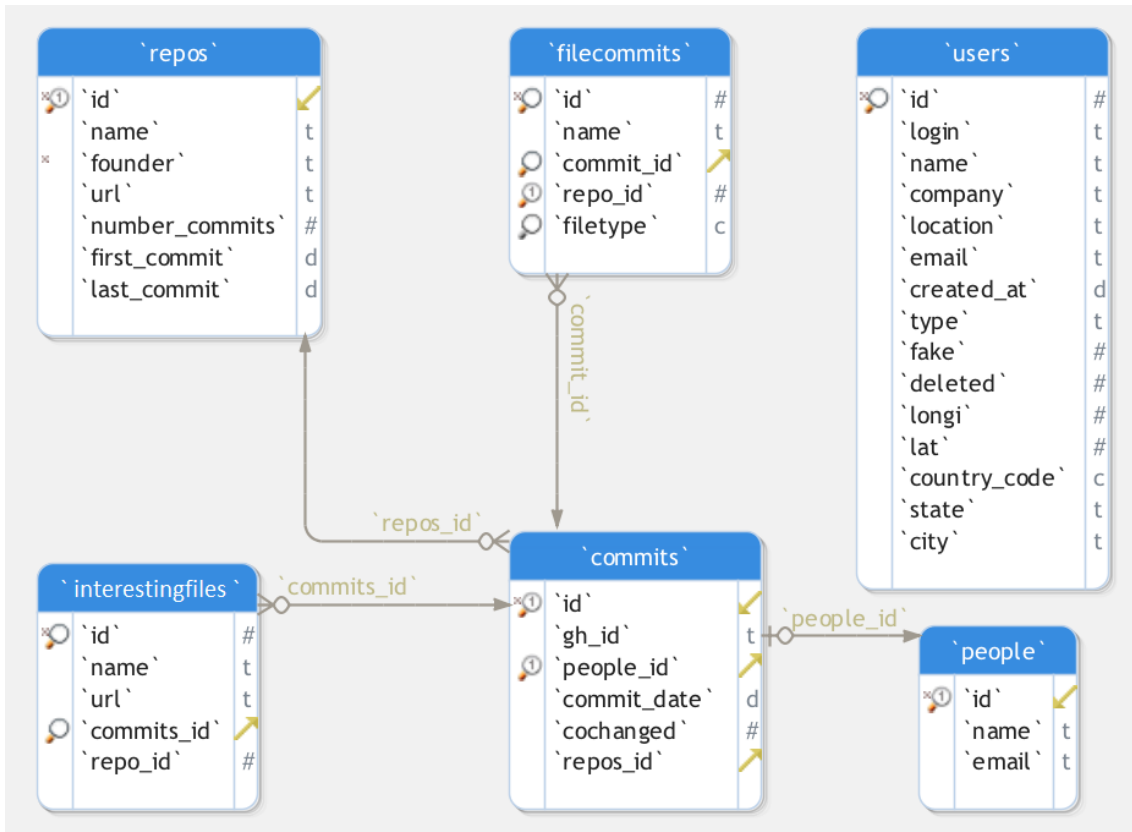 `repos`
`id`
`name` t
`founder` t
`url` t
`number_commits` #
`first_commit` d
`last_commit` d
`filecommits`
`id` #
`name` t
`commit_id`
`repo_id` #
`filetype` c
`users`
`id` #
`login` t
`name` t
`company` t
`location` t
`email` t
`created_at` d
`type` t
`fake` #
`deleted` #
`longi` #
`lat` #
`country_code` c
`state` t
`city` t
`commit_id`
`repos_id`
`interestingfiles `
`id` #
`name` t
`url` t
`commits_id`
`repo_id` #
`commits_id`
`commits`
`id`
`gh_id` t
`people_id`
`commit_date` d
`cochanged` #
`repos_id`
`people_id`
`people`
`id`
`name` t
`email` t